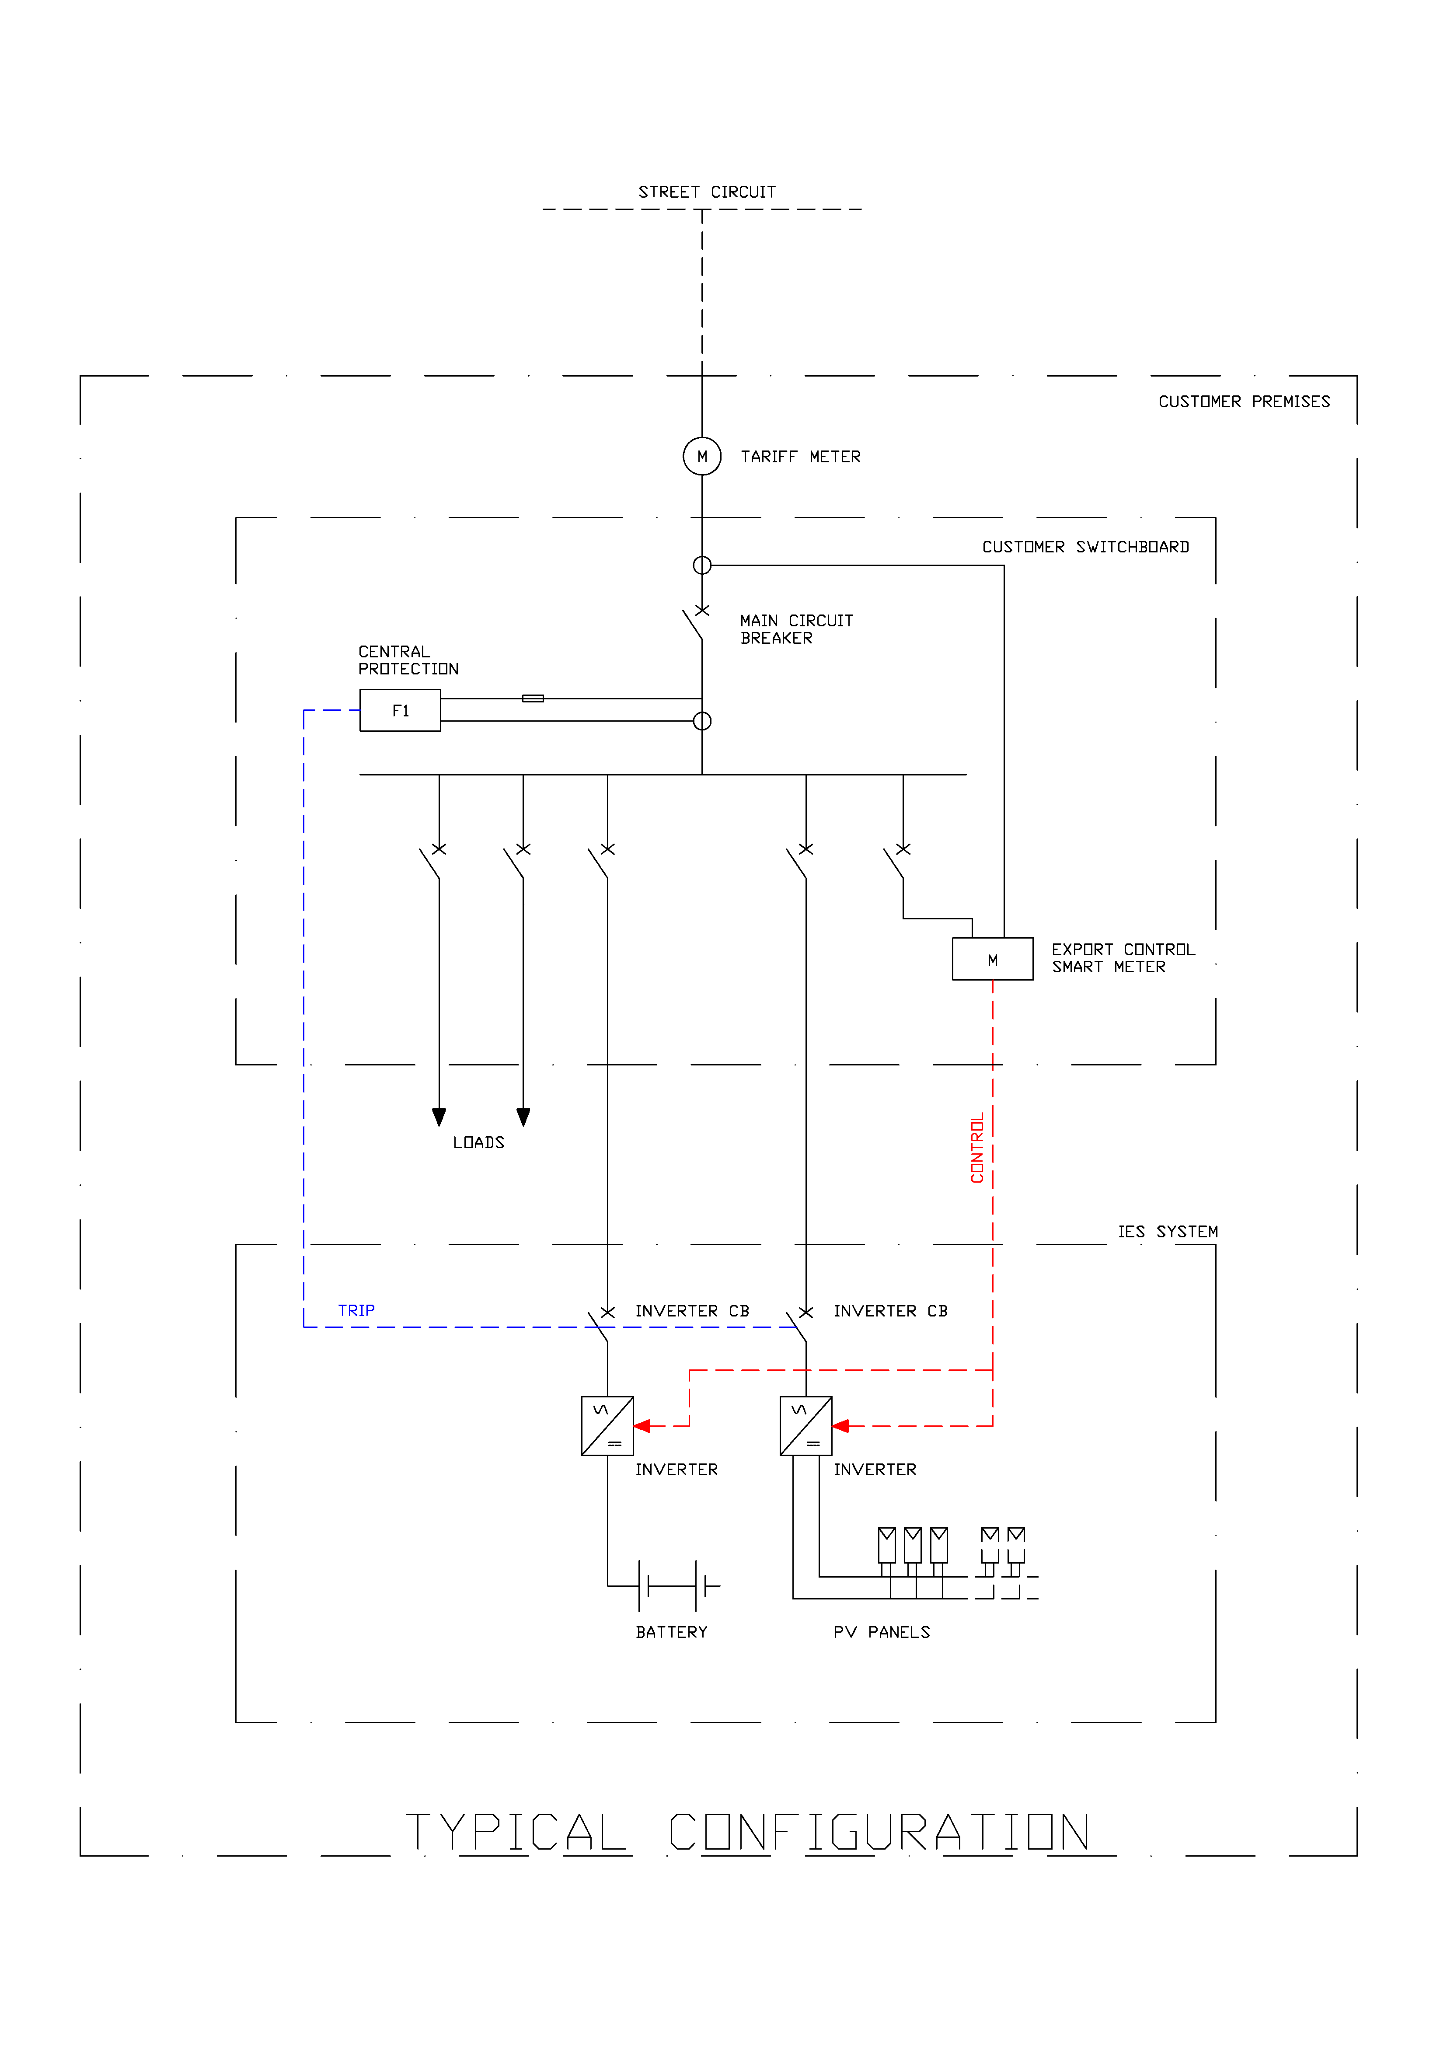 STREET CIRCUIT
CUSTOMER PREMISES
M
TARIFF METER
CUSTOMER SWITCHBOARD
MAIN CIRCUIT
BREAKER
CENTRAL
PROTECTION
F1
EXPORT CONTROL
SMART METER
M
LOADS
CONTROL
IES SYSTEM
TRIP
INVERTER CB
INVERTER CB
INVERTER
INVERTER
BATTERY
PV PANELS
TYPICAL CONFIGURATION